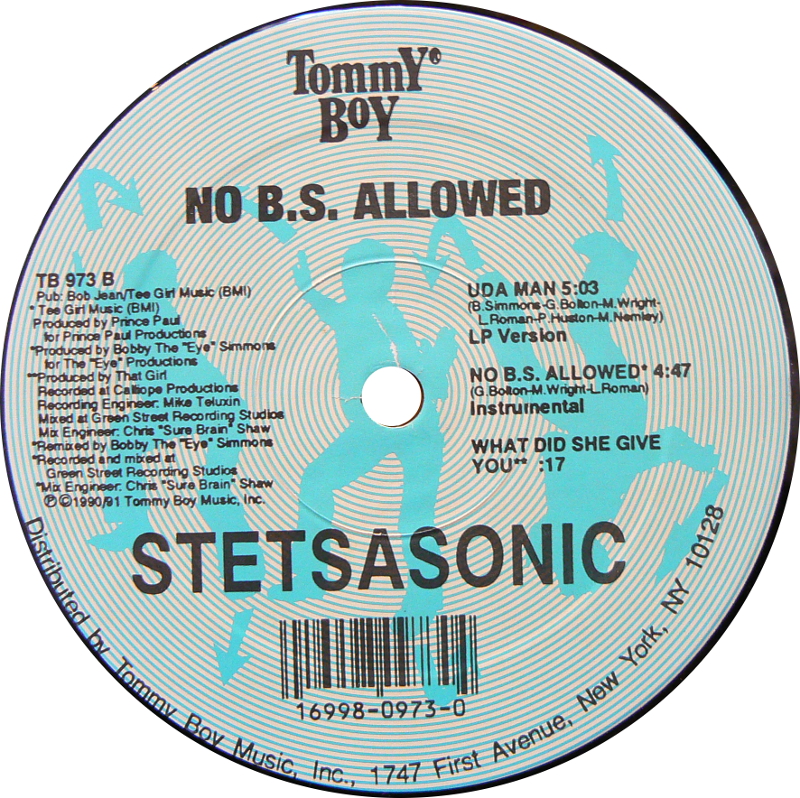 TommY
BoY
NO B.S. ALLOWED
TB 973 B
Pub: Bob Jean/Tee Girl Music (BMI)
* Tee Girl Music (BMI)
Produced by Prince Paul
for Prince Paul Productions
*Produced by Bobby The "Eye" Simmons
for The "Eye" Productions
**Produced by That Girl
Recorded at Calliope Productions
Recording Engineer: Mike Teluxin
Mixed at Green Street Recording Studios
Mix Engineer: Chris "Sure Brain" Shaw
*Remixed by Bobby The "Eye" Simmons
*Recorded and mixed at
Green Street Recording Studios
*Mix Engineer: Chris "Sure Brain" Shaw
℗©1990/91 Tommy Boy Music, Inc.
UDA MAN 5:03
(B.Simmons-G.Bolton-M.Wright-
L.Roman-P.Huston-M.Nemley)
LP Version
NO B.S. ALLOWED* 4:47
(G.Bolton-M.Wright-L.Roman)
Instrumental
WHAT DID SHE GIVE
YOU** :17
STETSASONIC
16998-0973-0
Distributed by Tommy Boy Music, Inc., 1747 First Avenue, New York, NY 10128